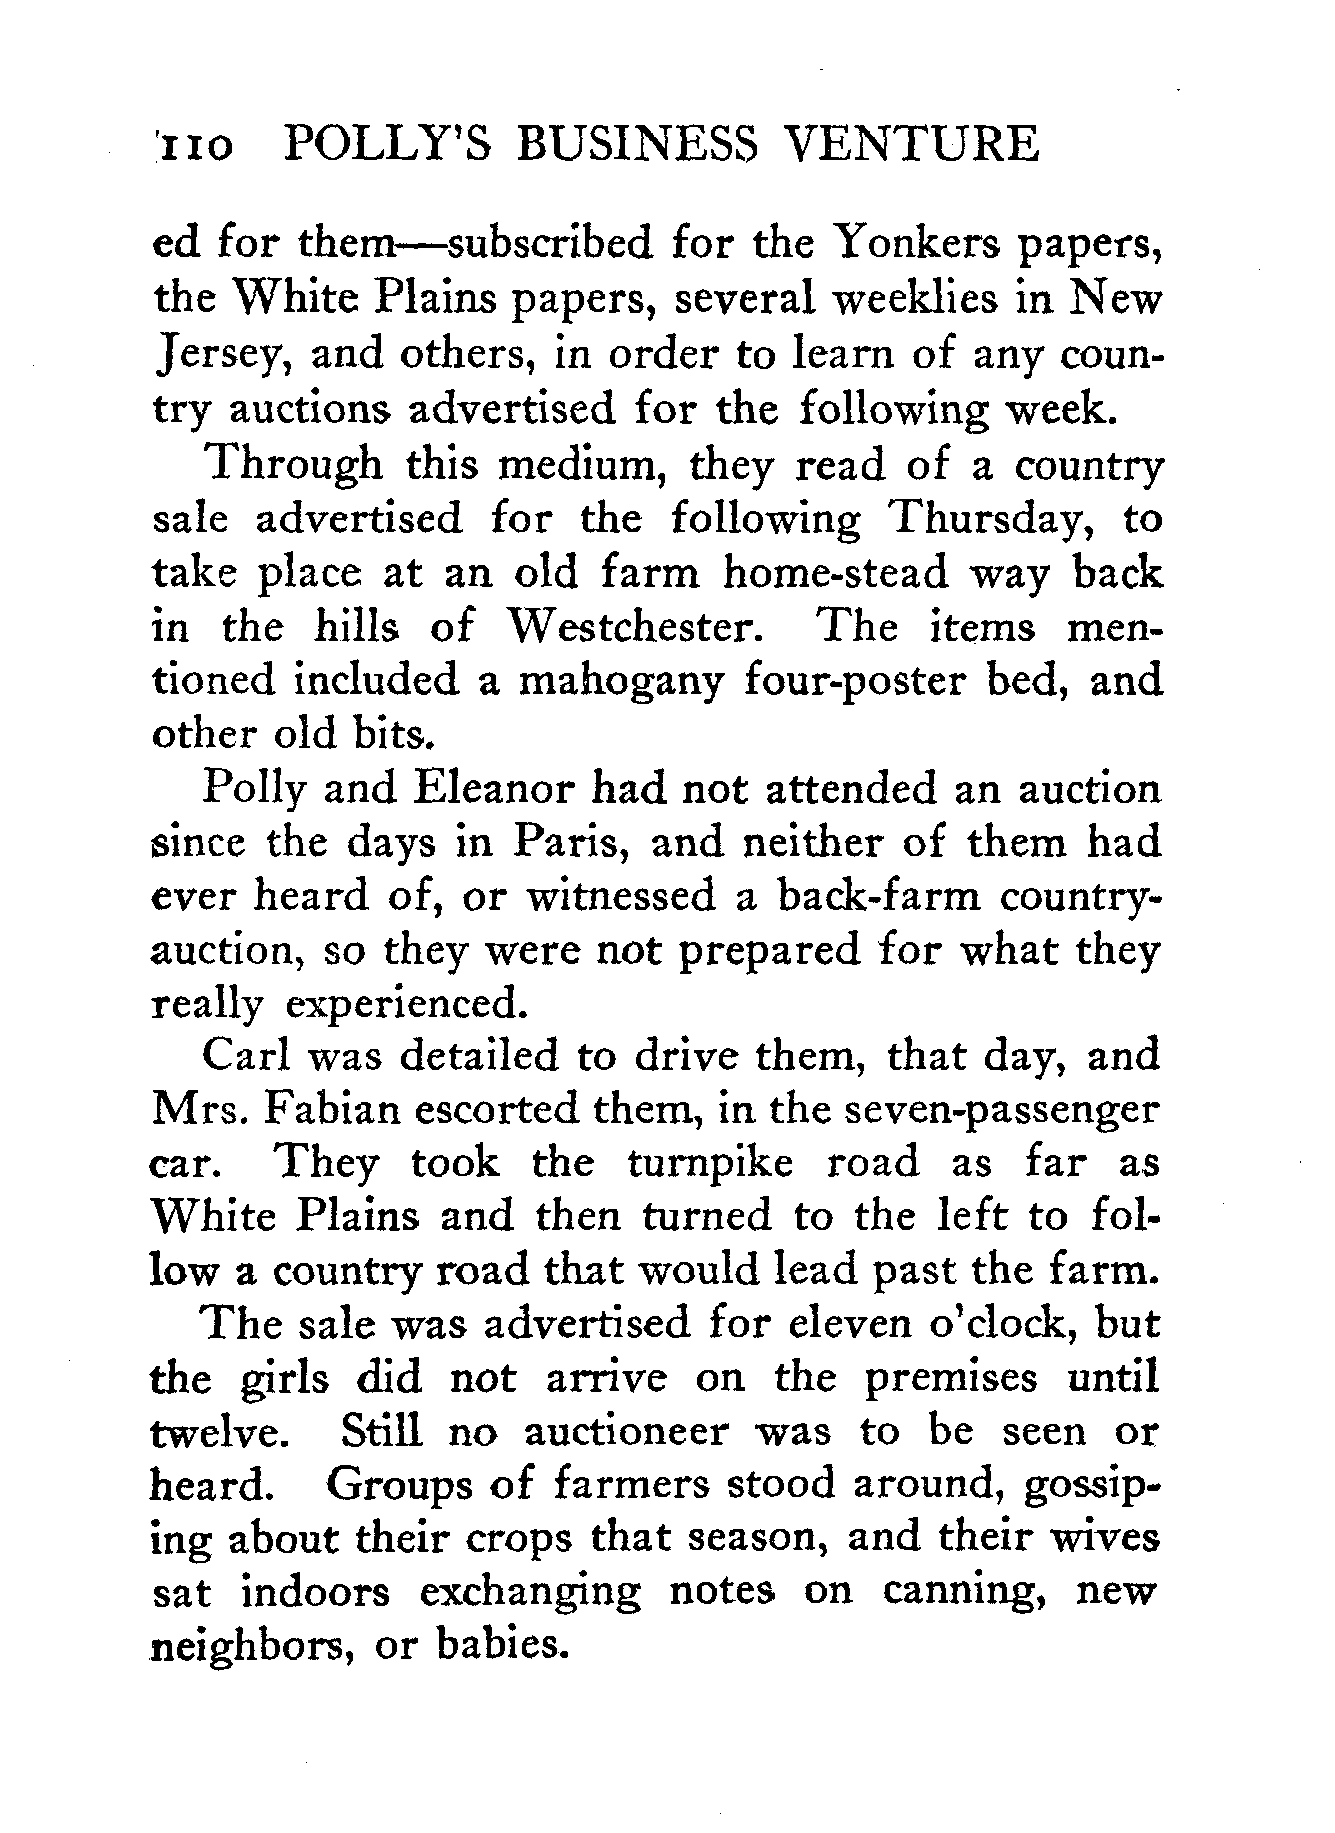 110 POLLY'S BUSINESS VENTURE
ed for them—subscribed for the Yonkers papers,
the White Plains papers, several weeklies in New
Jersey, and others, in order to learn of any coun-
try auctions advertised for the following week.
Through this medium, they read of a country
sale advertised for the following Thursday, to
take place at an old farm home-stead way back
in the hills of Westchester. The items men-
tioned included a mahogany four-poster bed, and
other old bits.
Polly and Eleanor had not attended an auction
since the days in Paris, and neither of them had
ever heard of, or witnessed a back-farm country-
auction, so they were not prepared for what they
really experienced.
Carl was detailed to drive them, that day, and
Mrs. Fabian escorted them, in the seven-passenger
car. They took the turnpike road as far as
White Plains and then turned to the left to fol-
low a country road that would lead past the farm.
The sale was advertised for eleven o'clock, but
the girls did not arrive on the premises until
twelve. Still no auctioneer was to be seen or
heard. Groups of farmers stood around, gossip-
ing about their crops that season, and their wives
sat indoors exchanging notes on canning, new
neighbors, or babies.